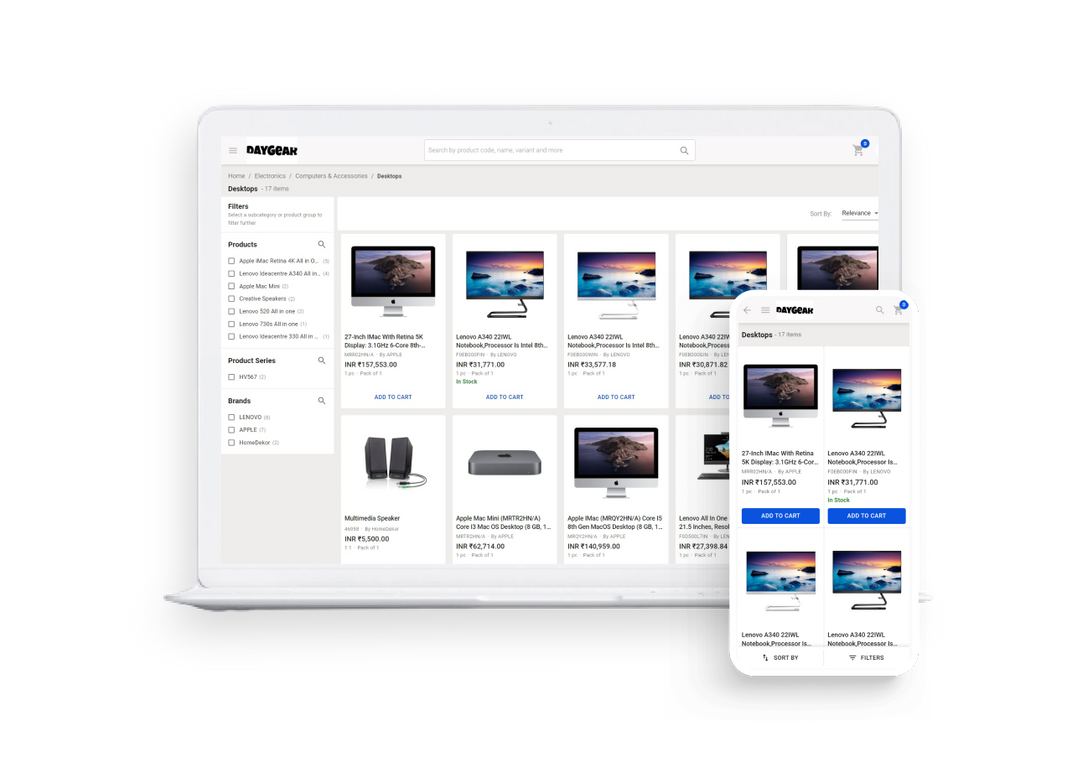 DAYGEAR
Search by product code, name, variant and more
0
Home / Electronics / Computers & Accessories / Desktops
Desktops - 17 items
Filters
Select a subcategory or product group to
filter further
Sort By: Relevance
Products
Apple iMac Retina 4K All in O... (5)
Lenovo Ideacentre A340 All in.. (4)
Apple Mac Mini (2)
Creative Speakers (2)
Lenovo 520 All in one (2)
Lenovo 730s All in one (1)
Lenovo Ideacentre 330 All in ... (1)
Product Series
HV567 (2)
Brands
LENOVO (8)
APPLE (7)
HomeDekor (2)
27-Inch IMac With Retina 5K
Display: 3.1GHz 6-Core 8th-...
MRR02HN/A · By APPLE
INR ₹157,553.00
1 pc · Pack of 1
ADD TO CART
Lenovo A340 22IWL
Notebook,Processor Is Intel 8th...
F0EB000FIN · By LENOVO
INR ₹31,771.00
1 pc · Pack of 1
In Stock
ADD TO CART
Lenovo A340 22IWL
Notebook,Processor Is Intel 8th...
By LENOVO
INR ₹33,577.18
1 pc · Pack of 1
ADD TO CART
Lenovo A340 22IWL
Notebook,Processor
INR ₹30,871.82
1 pc · Pack of 1
ADD TO
Multimedia Speaker
By HomeDekor
INR ₹5,500.00
Pack of 1
Apple Mac Mini (MRTR2HN/A)
Core I3 Mac OS Desktop (8 GB, 1...
MRTR2HN/A · By APPLE
INR ₹62,714.00
1 pc · Pack of 1
Apple IMac (MRQY2HN/A) Core I5
8th Gen MacOS Desktop (8 GB, 1...
MRQY2HN/A · By APPLE
INR ₹140,959.00
1 pc · Pack of 1
Lenovo All In One
21.5 Inches, Resol
INR ₹27,398.84
1 pc · Pack of 1
DAYGEAR
0
Desktops - 17 items
27-Inch IMac With Retina
5K Display: 3.1GHz 6-Cor...
MRR02HN/A · By APPLE
INR ₹157,553.00
1 pc · Pack of 1
ADD TO CART
Lenovo A340 22IWL
Notebook,Processor Is...
F0EB000FIN · By LENOVO
INR ₹31,771.00
1 pc · Pack of 1
In Stock
ADD TO CART
Lenovo A340 22IWL
Notebook,Processor Is...
Lenovo A340 22IWL
Notebook,Processor Is...
SORT BY
FILTERS